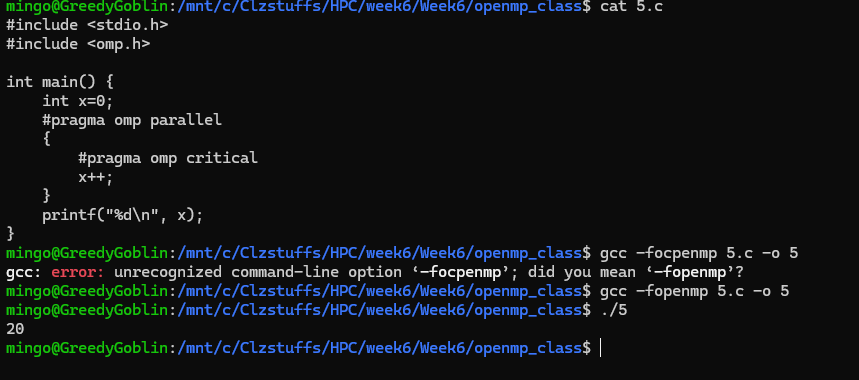 mingo@GreedyGoblin:/mnt/c/Clzstuffs/HPC/week6/Week6/openmp_class$ cat 5.c
#include <stdio.h>
#include <omp.h>

int main() {
    int x=0;
    #pragma omp parallel
    {
        #pragma omp critical
        x++;
    }
    printf("%d\n", x);
}
mingo@GreedyGoblin:/mnt/c/Clzstuffs/HPC/week6/Week6/openmp_class$ gcc -focpenmp 5.c -o 5
gcc: error: unrecognized command-line option ‘-focpenmp’; did you mean ‘-fopenmp’?
mingo@GreedyGoblin:/mnt/c/Clzstuffs/HPC/week6/Week6/openmp_class$ gcc -fopenmp 5.c -o 5
mingo@GreedyGoblin:/mnt/c/Clzstuffs/HPC/week6/Week6/openmp_class$ ./5
20
mingo@GreedyGoblin:/mnt/c/Clzstuffs/HPC/week6/Week6/openmp_class$